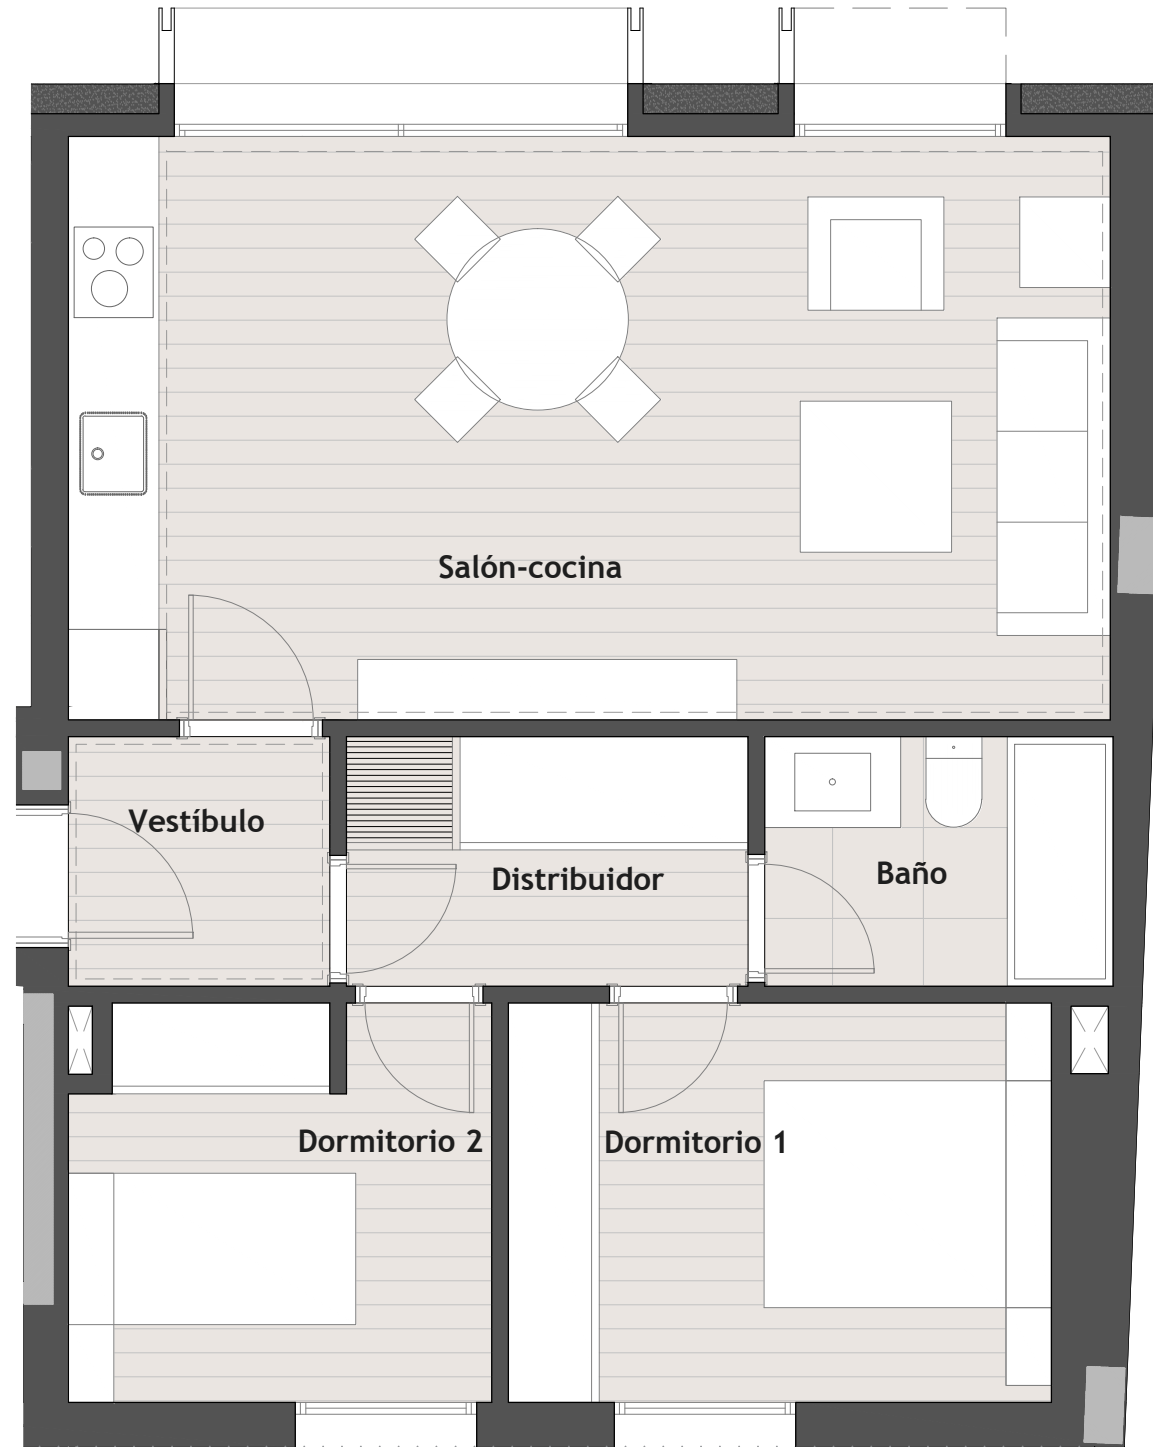 Salón-cocina
Vestíbulo
Distribuidor
Baño
Dormitorio 2
Dormitorio 1